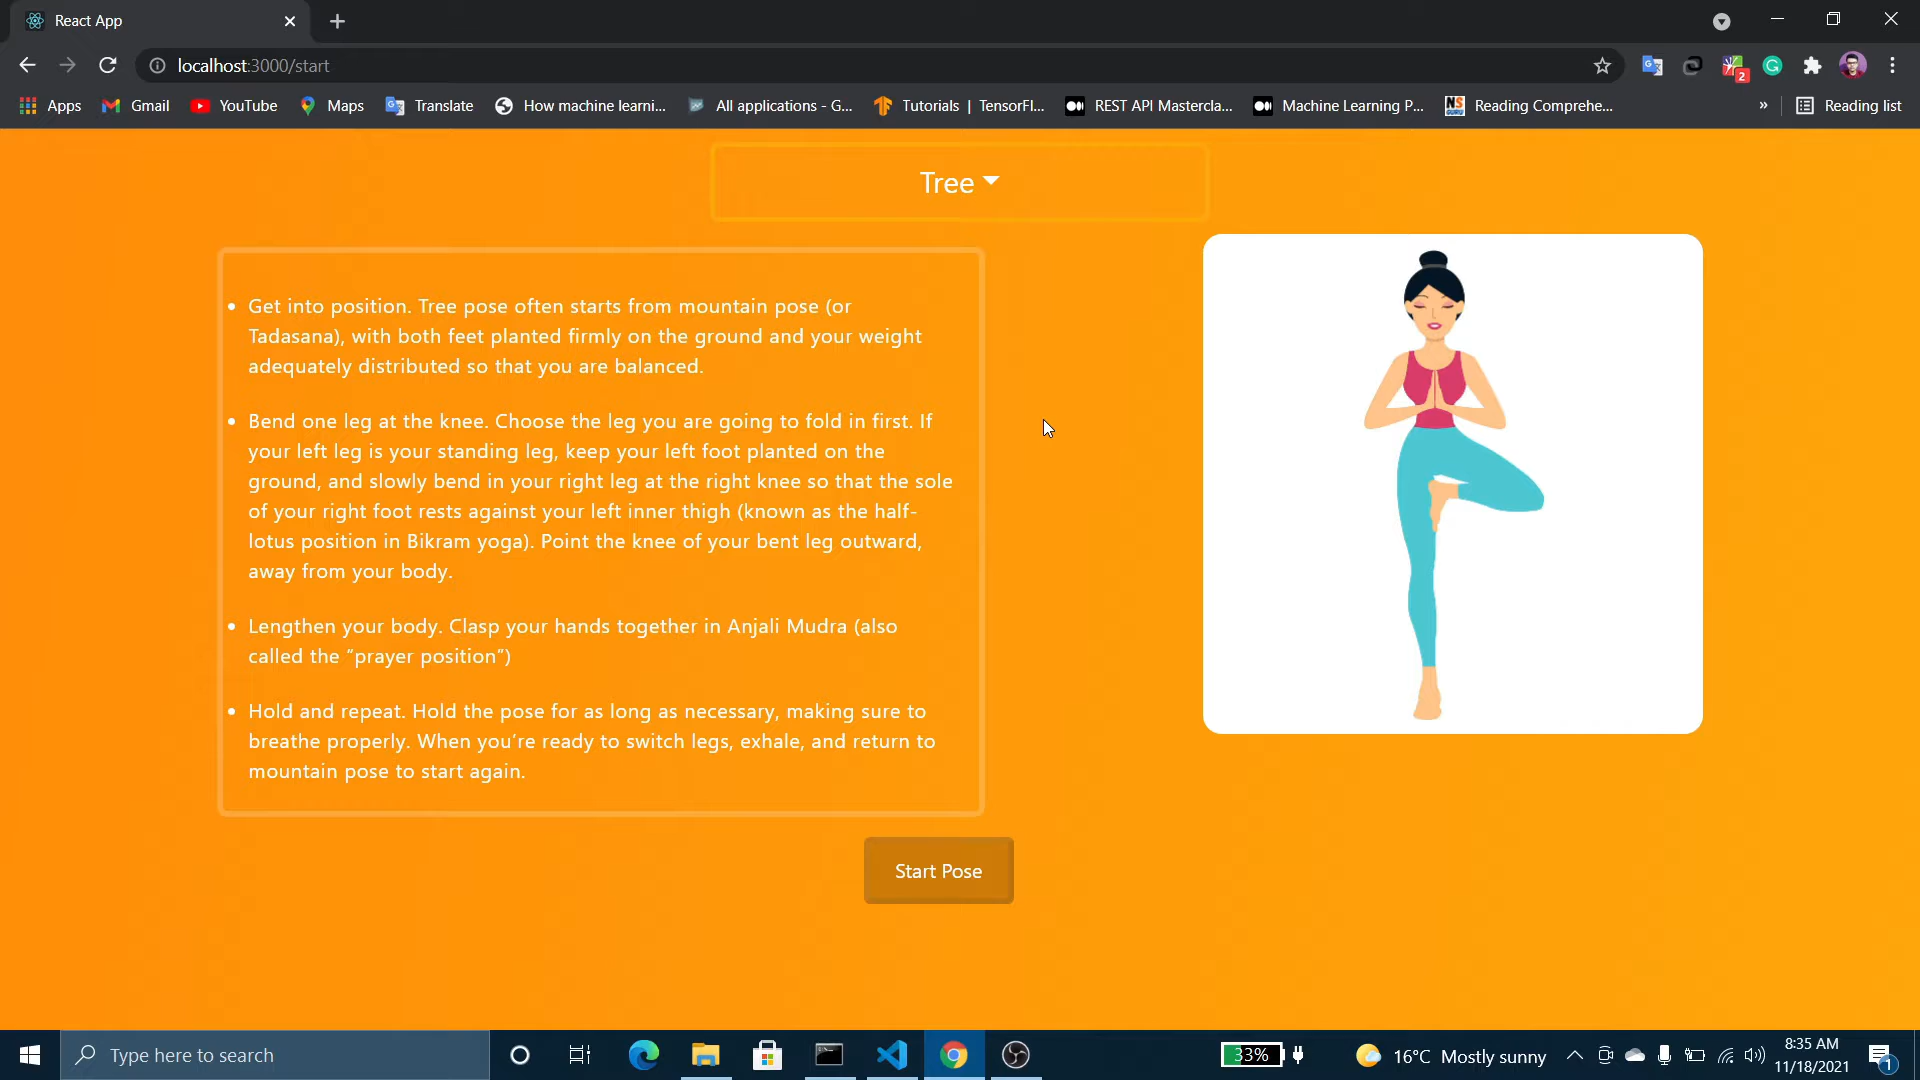 React App
localhost:3000/start
2
Apps
Gmail
YouTube
Maps
Translate
How machine learni...
All applications - G...
Tutorials | TensorFl...
REST API Mastercla...
Machine Learning P...
Reading Comprehe...
»
Reading list
Tree
• Get into position. Tree pose often starts from mountain pose (or
Tadasana), with both feet planted firmly on the ground and your weight
adequately distributed so that you are balanced.
• Bend one leg at the knee. Choose the leg you are going to fold in first. If
your left leg is your standing leg, keep your left foot planted on the
ground, and slowly bend in your right leg at the right knee so that the sole
of your right foot rests against your left inner thigh (known as the half-
lotus position in Bikram yoga). Point the knee of your bent leg outward,
away from your body.
• Lengthen your body. Clasp your hands together in Anjali Mudra (also
called the “prayer position”)
• Hold and repeat. Hold the pose for as long as necessary, making sure to
breathe properly. When you’re ready to switch legs, exhale, and return to
mountain pose to start again.
Start Pose
Type here to search
33%
16°C Mostly sunny
8:35 AM
11/18/2021
1